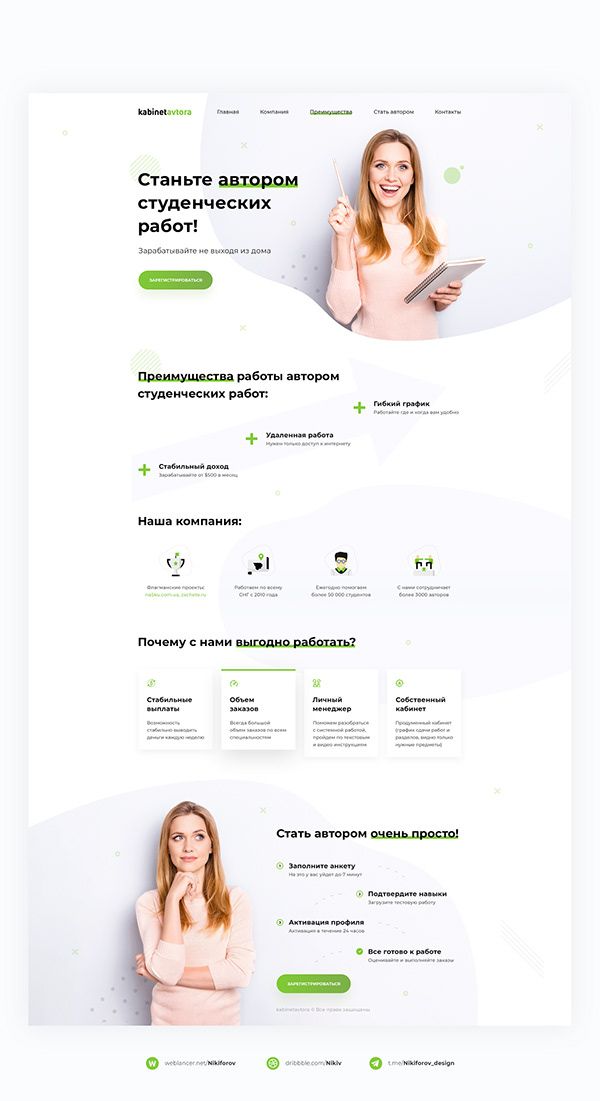 kabinetavtora Главная Компания Преимущества Стать автором Контакты
Станьте автором
студенческих
работ!
Зарабатывайте не выходя из дома
ЗАРЕГИСТРИРОВАТЬСЯ
Преимущества работы автором
студенческих работ:
Гибкий график
Работайте где и когда вам удобно
Удаленная работа
Нужен только доступ к интернету
Стабильный доход
Зарабатывайте от $500 в месяц
Наша компания:
Флагманские проекты:
natjku.com.ua, zachete.ru
Работаем по всему
СНГ с 2010 года
Ежегодно помогаем
более 50 000 студентов
С нами сотрудничает
более 3000 авторов
Почему с нами выгодно работать?
Стабильные
выплаты
Возможность
стабильно выводить
деньги каждую неделю
Объем
заказов
Всегда большой
объем заказов по всем
специальностям
Личный
менеджер
Поможем разобраться
с системной работой,
пройдем по текстовым
и видео инструкциям
Собственный
кабинет
Продуманный кабинет
(график сдачи работ и
разделов, видно только
нужные предметы)
Стать автором очень просто!
Заполните анкету
На это у вас уйдет до 7 минут
Подтвердите навыки
Загрузите тестовую работу
Активация профиля
Активация в течение 24 часов
Все готово к работе
Оценивайте и выполняйте заказы
ЗАРЕГИСТРИРОВАТЬСЯ
kabinetavtora © Все права защищены
weblancer.net/Nikiforov dribbble.com/Nikiv t.me/Nikiforov_design